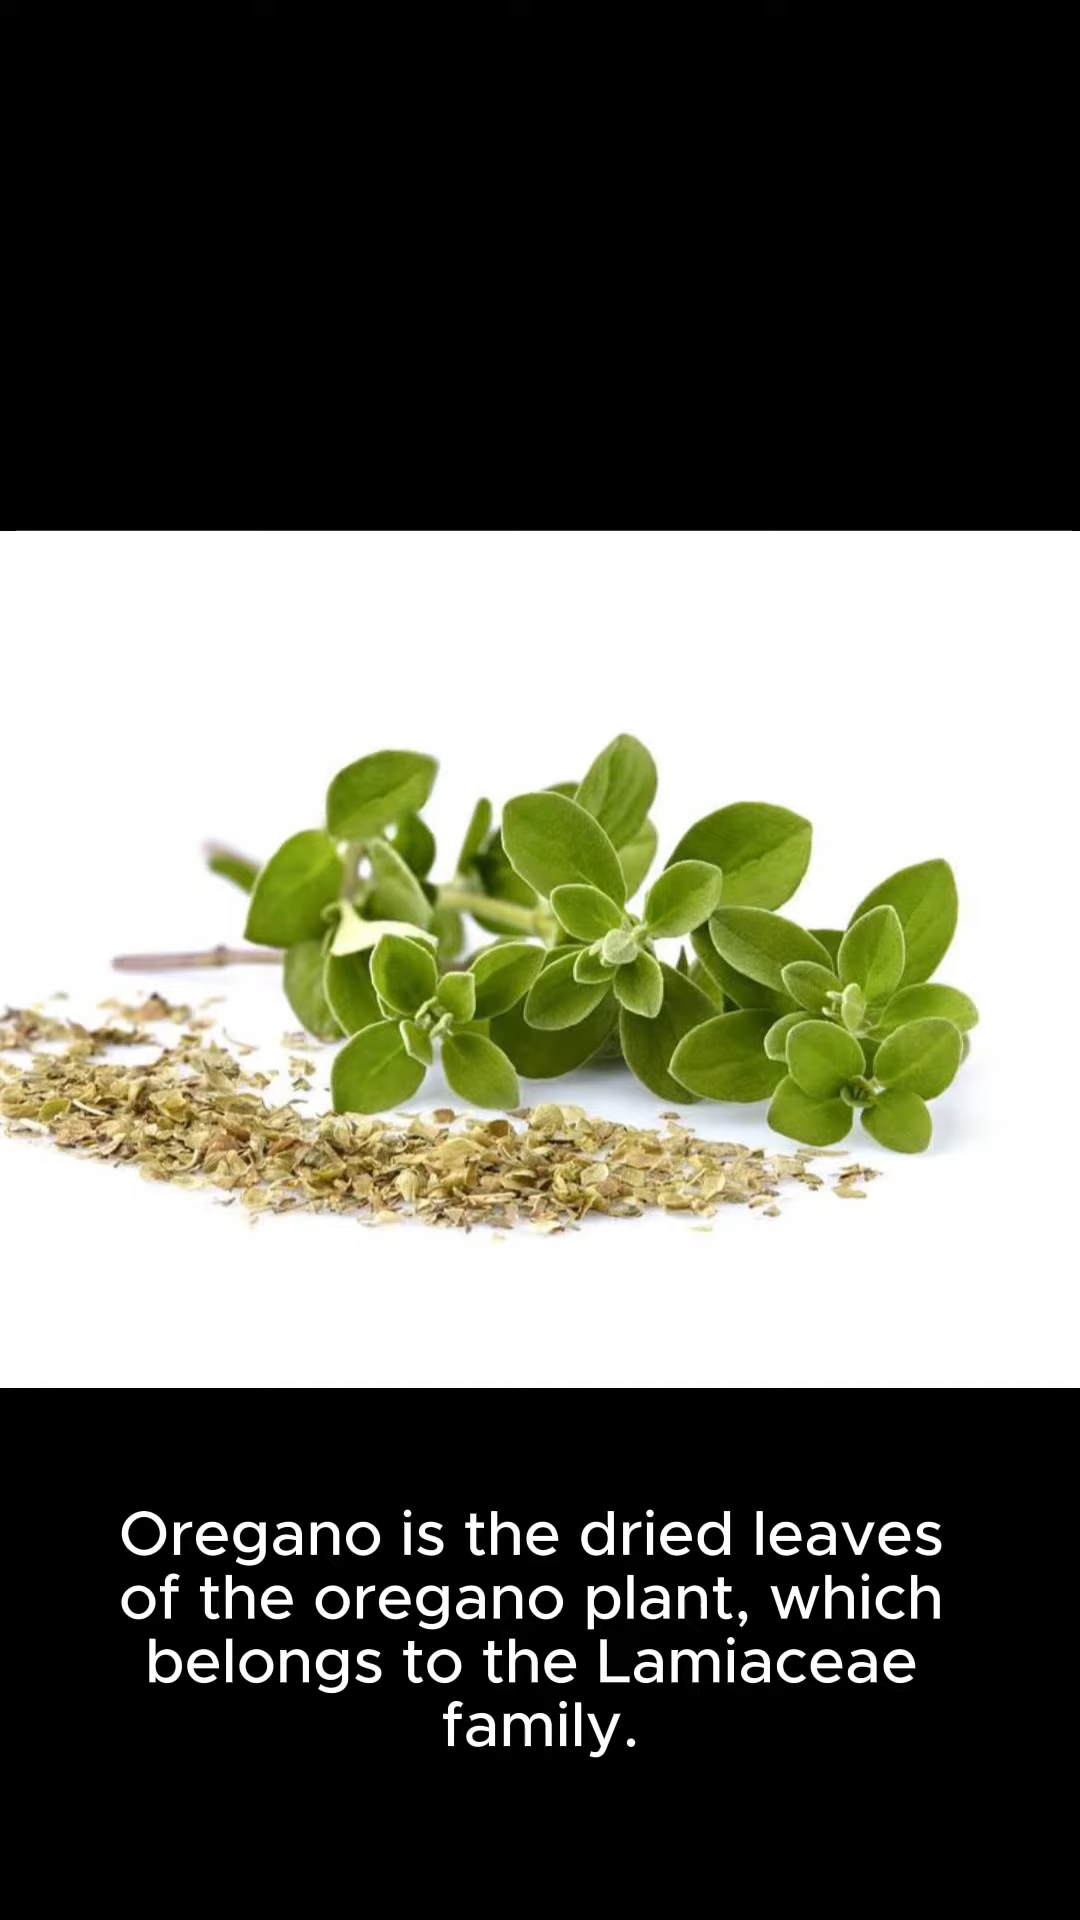 Oregano is the dried leaves
of the oregano plant, which
belongs to the Lamiaceae
family.